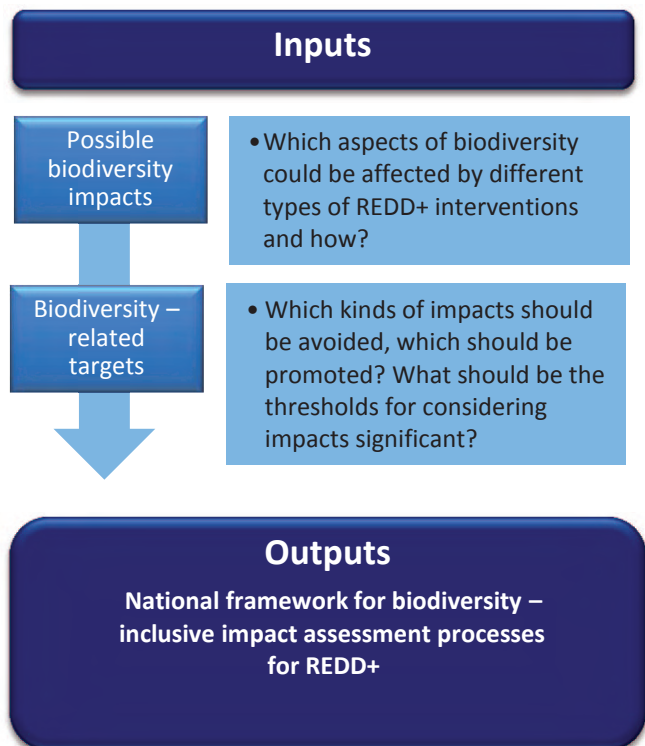 Inputs
Possible
biodiversity
impacts
•Which aspects of biodiversity
could be affected by different
types of REDD+ interventions
and how?
Biodiversity –
related
targets
• Which kinds of impacts should
be avoided, which should be
promoted? What should be the
thresholds for considering
impacts significant?
Outputs
National framework for biodiversity –
inclusive impact assessment processes
for REDD+